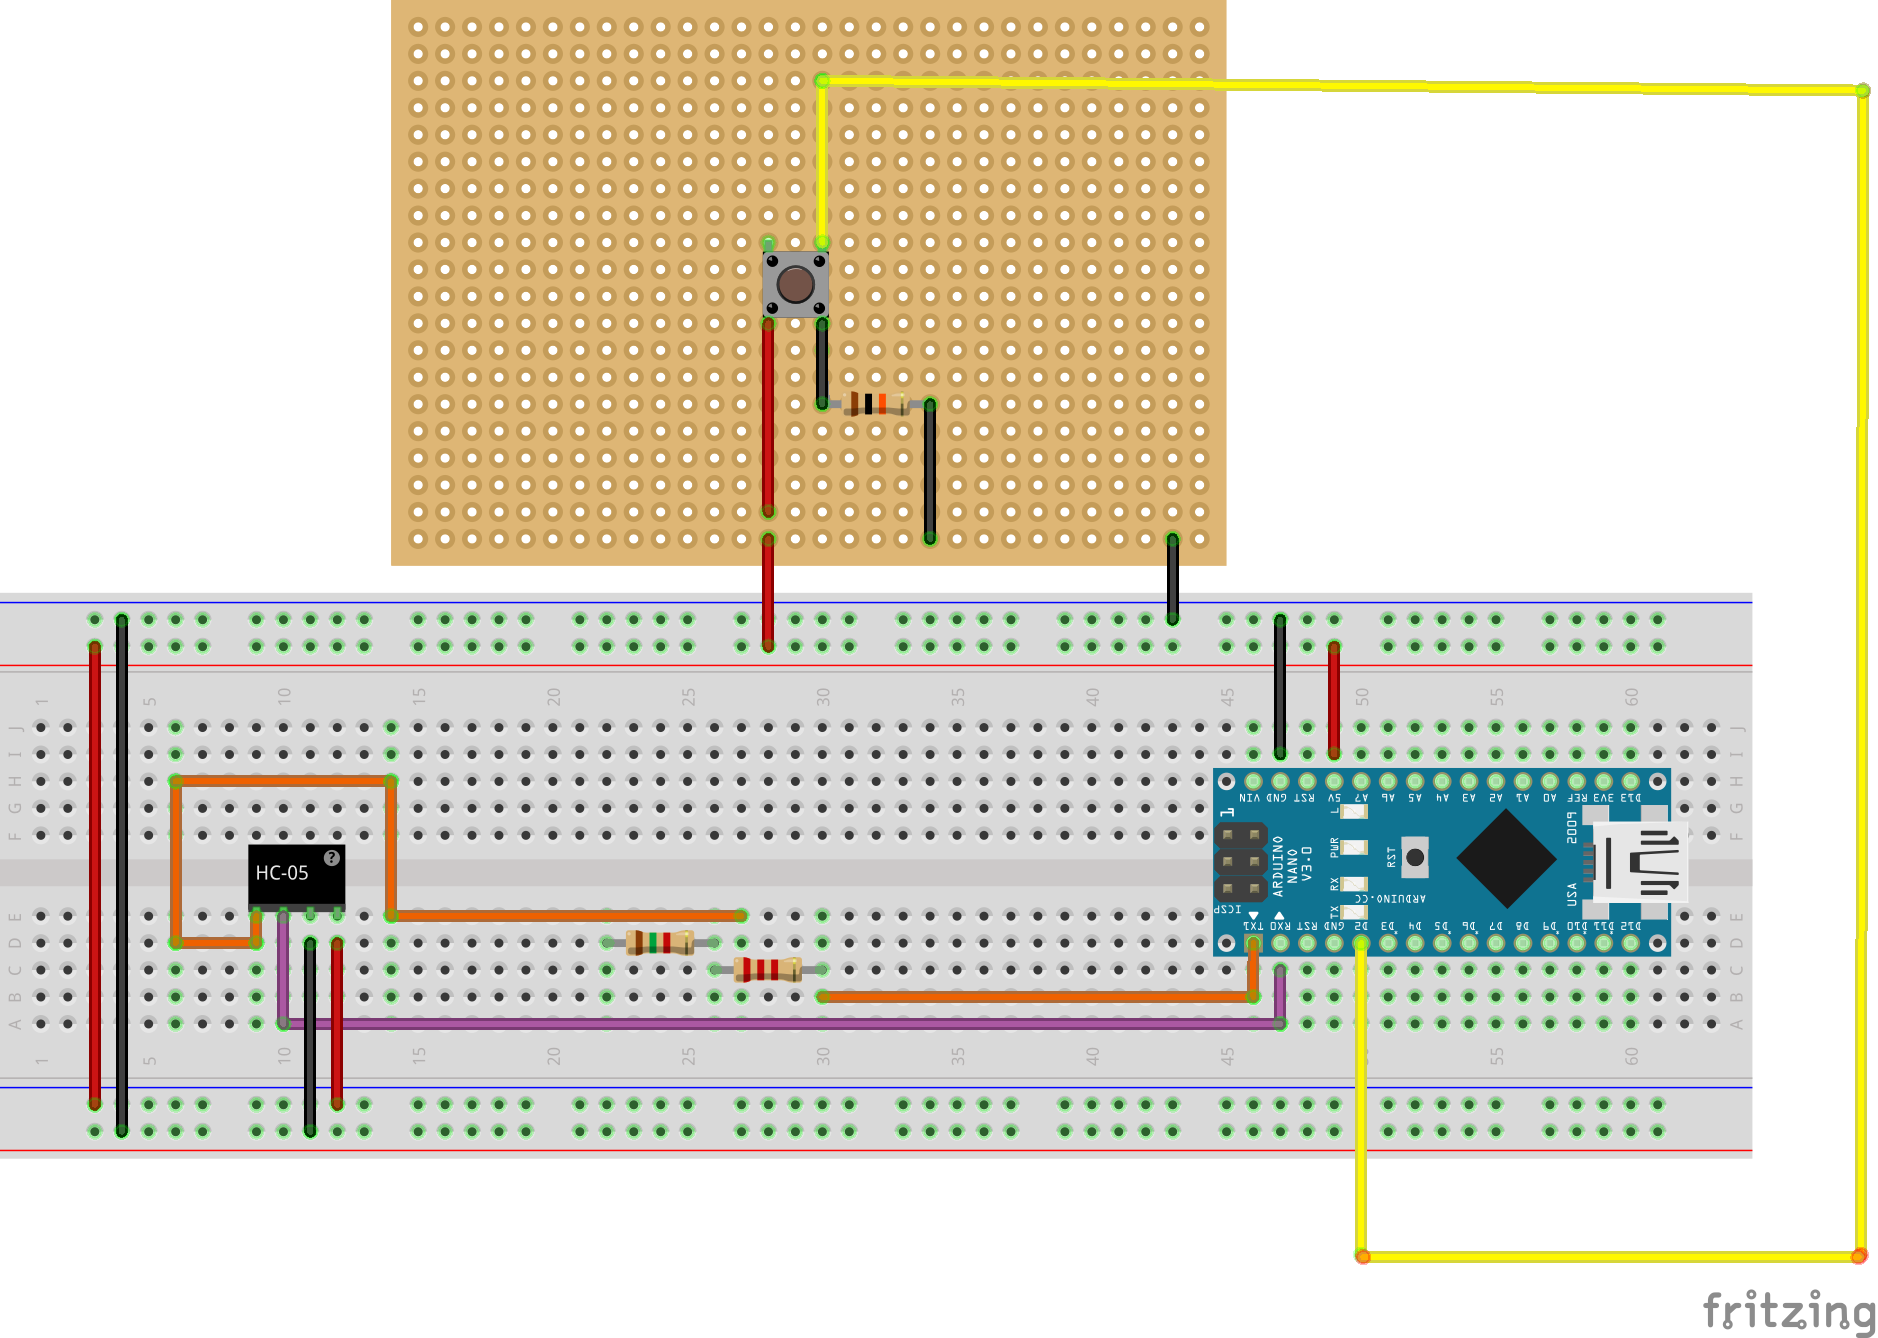 1 5 10 15 20 25 30 35 40 45 50 55 60
J J
I I
H H
G G
F F
VIN GND RST 5V A7 A6 A5 A4 A3 A2 A1 A0 REF 3V3 D13
1
L
PWR
RX
TX
RST
ARDUINO
NANO
V3.0
ARDUINO.CC
ICSP
USA
HC-05
?
TX1 RX0 RST GND D2 D3 D4 D5 D6 D7 D8 D9 D10 D11 D12
E E
D D
C C
B B
A A
1 5 10 15 20 25 30 35 40 45 50 55 60
fritzing